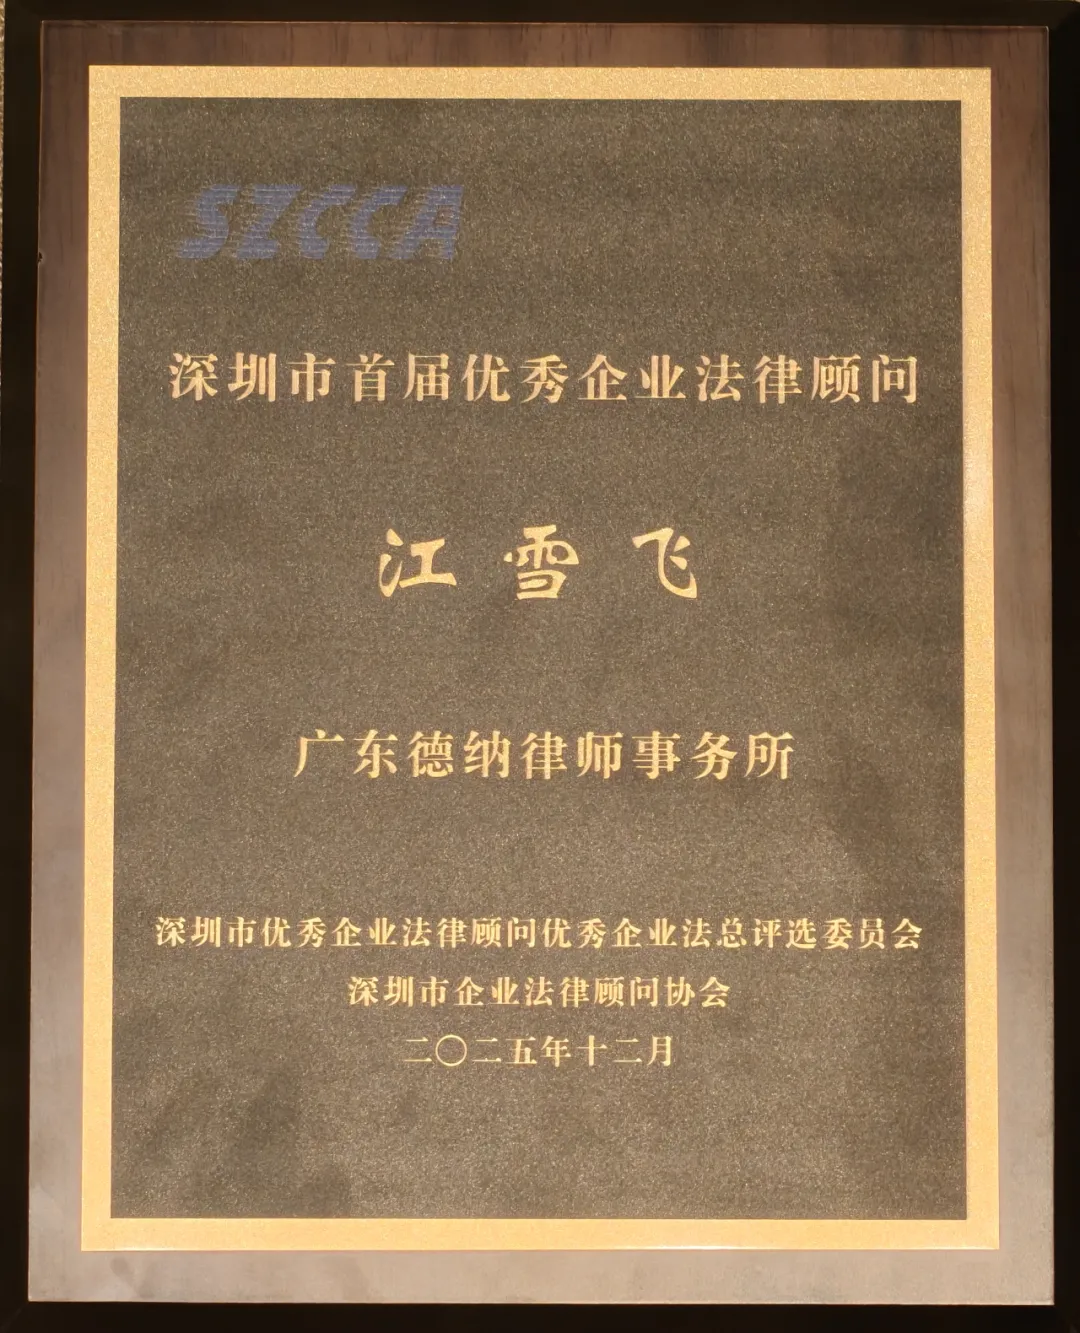 SZCCA
深圳市首届优秀企业法律顾问
江雪飞
广东德纳律师事务所
深圳市优秀企业法律顾问优秀企业法总评选委员会
深圳市企业法律顾问协会
二〇二五年十二月